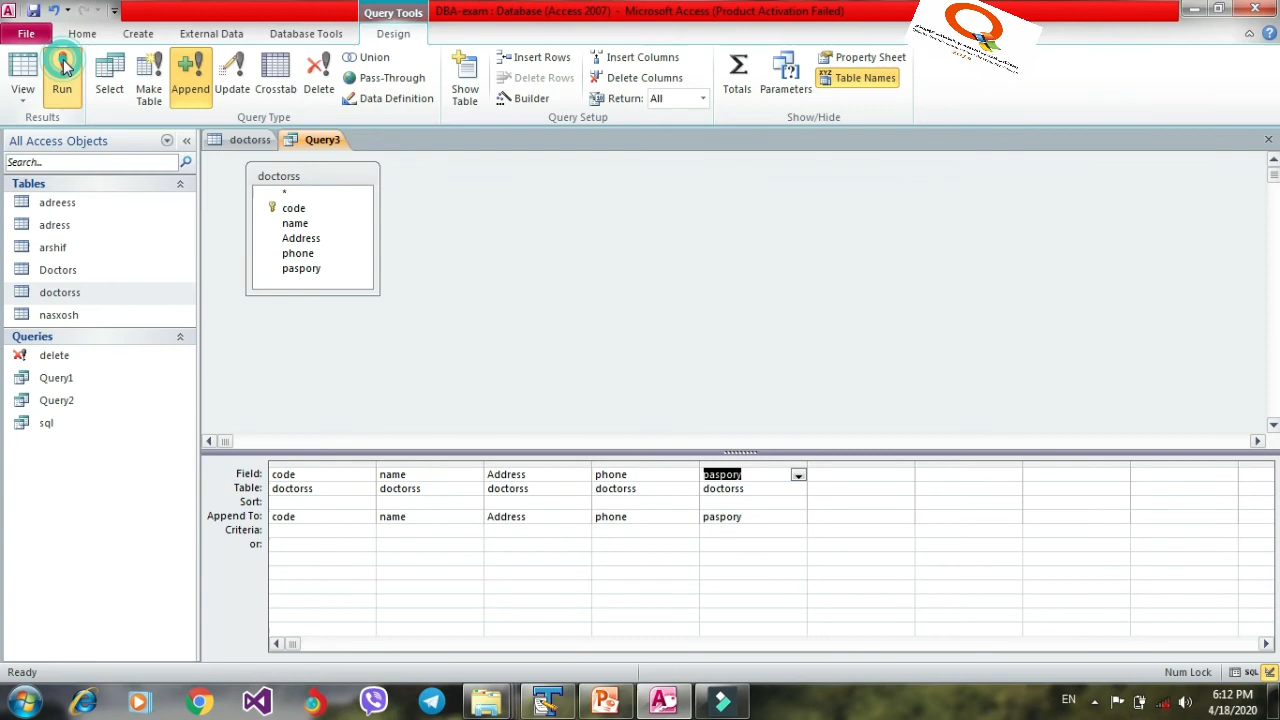 Query Tools
DBA-exam : Database (Access 2007) - Microsoft Access (Product Activation Failed)
File
Home
Create
External Data
Database Tools
Design
View
Run
Select
Make Table
Append
Update
Crosstab
Delete
Union
Pass-Through
Data Definition
Show Table
Insert Rows
Delete Rows
Builder
Insert Columns
Delete Columns
Return: All
Totals
Parameters
Property Sheet
Table Names
Results
Query Type
Query Setup
Show/Hide
All Access Objects
Search...
Tables
adreess
adress
arshif
Doctors
doctorss
nasxosh
Queries
delete
Query1
Query2
sql
doctorss
Query3
doctorss
*
code
name
Address
phone
paspory
Field: code name Address phone paspory
Table: doctorss doctorss doctorss doctorss doctorss
Sort:
Append To: code name Address phone paspory
Criteria:
or:
Ready
Num Lock
SQL
EN
6:12 PM
4/18/2020